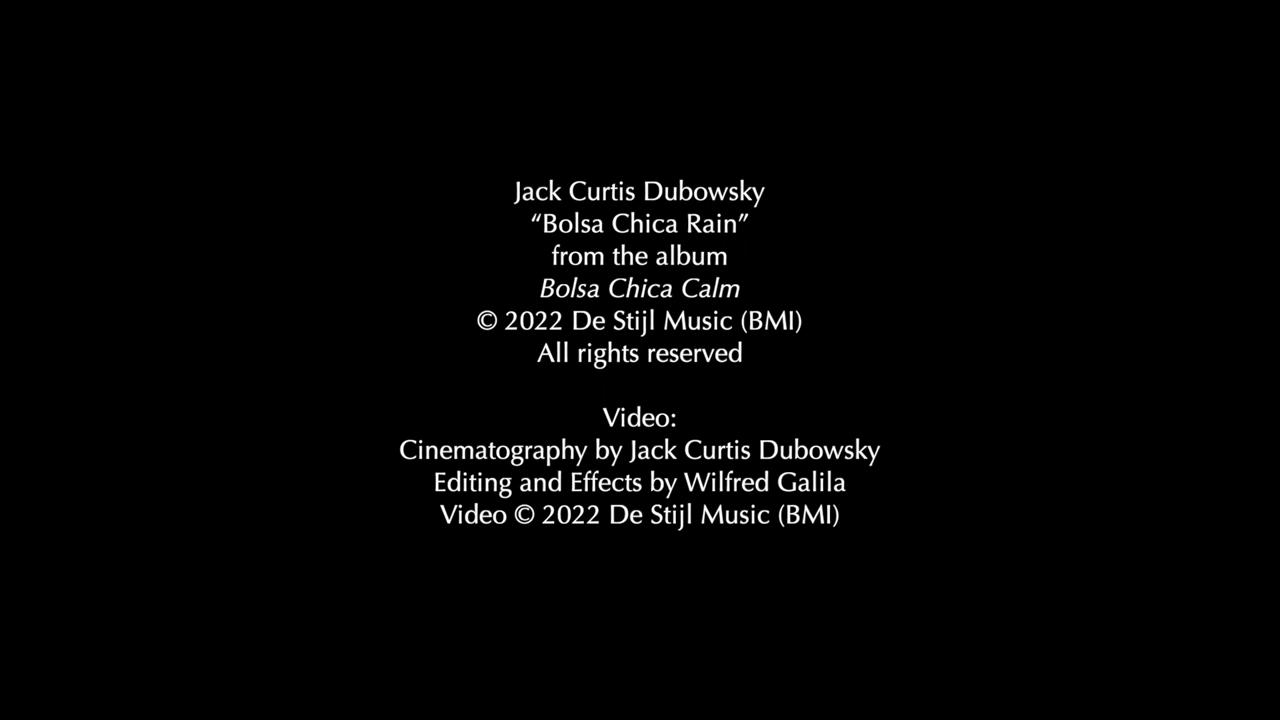 Jack Curtis Dubowsky
“Bolsa Chica Rain”
from the album
Bolsa Chica Calm
© 2022 De Stijl Music (BMI)
All rights reserved
Video:
Cinematography by Jack Curtis Dubowsky
Editing and Effects by Wilfred Galila
Video © 2022 De Stijl Music (BMI)